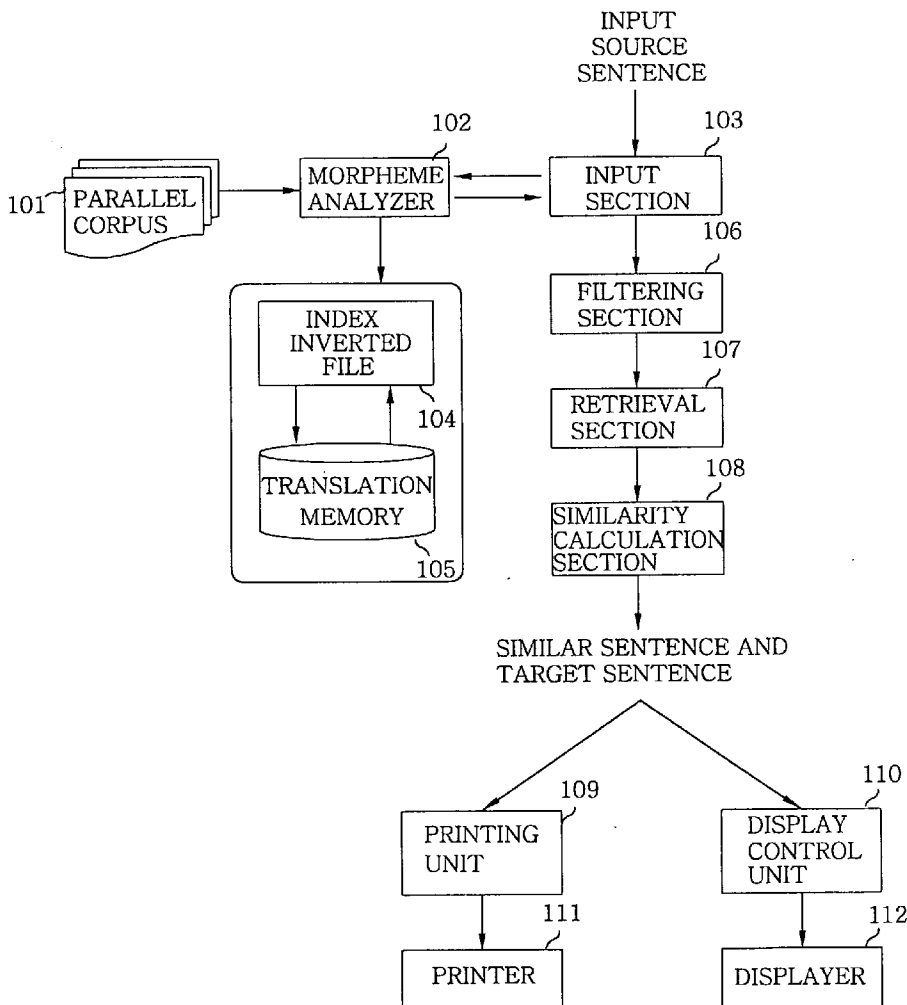 INPUT
SOURCE
SENTENCE
103
INPUT
SECTION
102
MORPHEME
ANALYZER
101
PARALLEL
CORPUS
106
FILTERING
SECTION
INDEX
INVERTED
FILE
104
107
RETRIEVAL
SECTION
TRANSLATION
MEMORY
105
108
SIMILARITY
CALCULATION
SECTION
SIMILAR SENTENCE AND
TARGET SENTENCE
109
PRINTING
UNIT
110
DISPLAY
CONTROL
UNIT
111
PRINTER
112
DISPLAYER